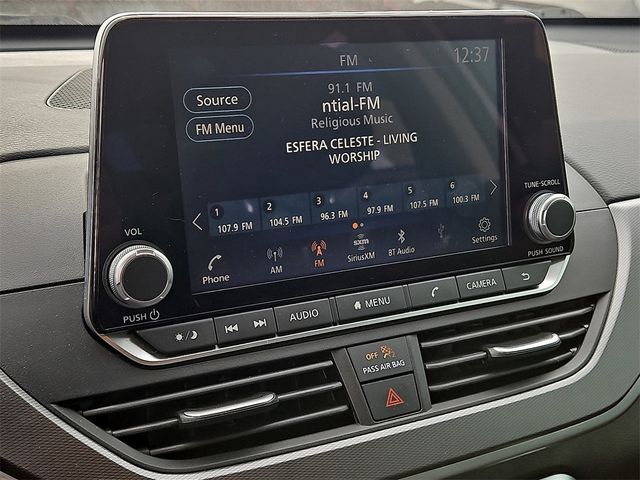 FM
12:37
91.1 FM
Source
ntial-FM
Religious Music
FM Menu
ESFERA CELESTE - LIVING
WORSHIP
1 2 3 4 5 6
107.9 FM 104.5 FM 96.3 FM 97.9 FM 107.5 FM 100.3 FM
Phone AM FM sxm SiriusXM BT Audio Settings
VOL
PUSH
TUNE·SCROLL
PUSH SOUND
AUDIO MENU CAMERA
OFF
PASS AIR BAG